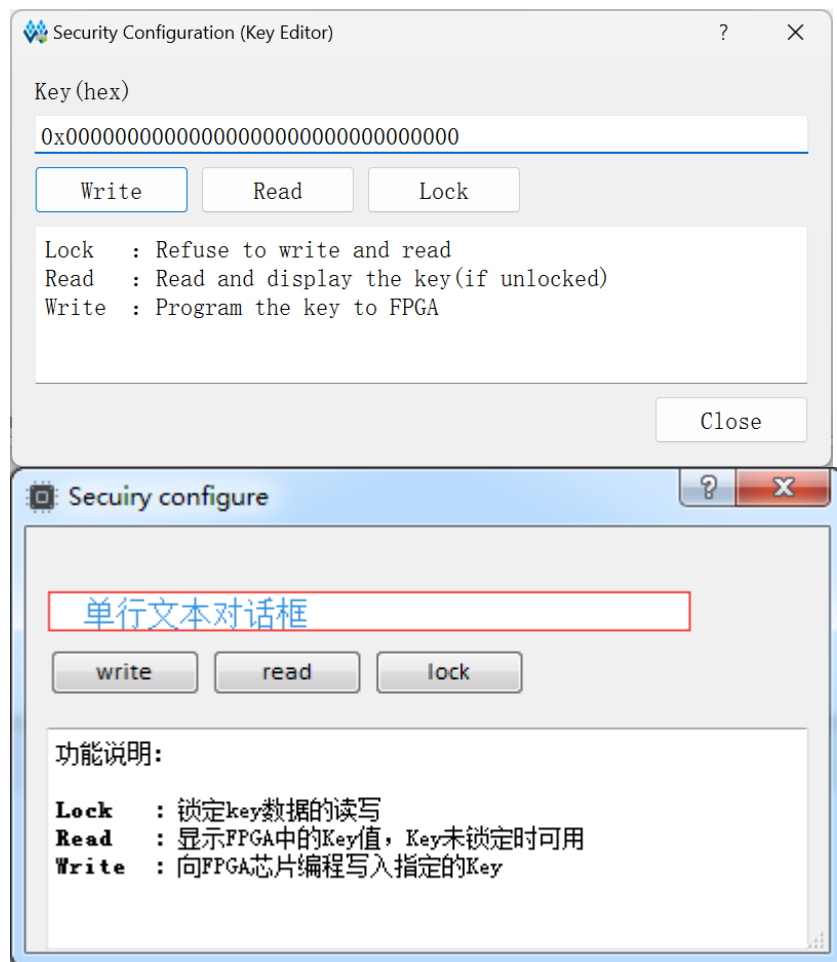 Security Configuration (Key Editor)
?
Key(hex)
0x00000000000000000000000000000000
Write Read Lock
Lock : Refuse to write and read
Read : Read and display the key(if unlocked)
Write : Program the key to FPGA
Close
Secuiry configure
?
单行文本对话框
write read lock
功能说明:
Lock : 锁定key数据的读写
Read : 显示FPGA中的Key值，Key未锁定时可用
Write : 向FPGA芯片编程写入指定的Key